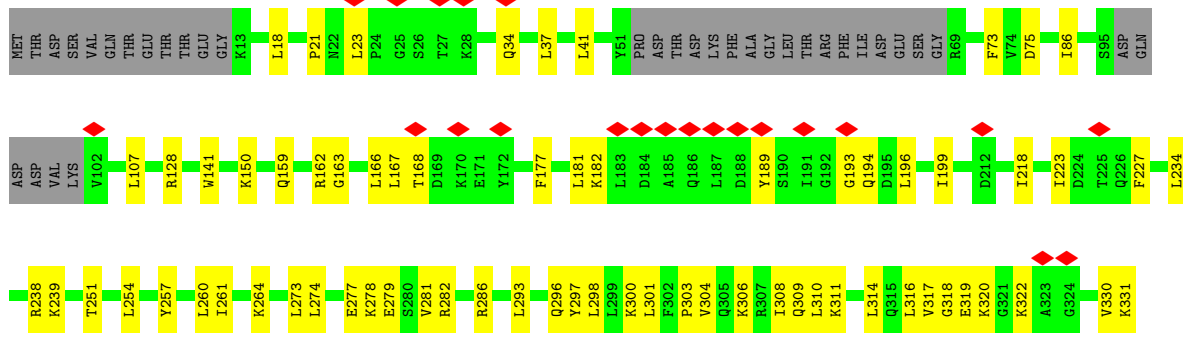 MET THR ASP SER VAL GLN THR GLU THR THR GLU GLY K13 L18 P21 N22 L23 P24 G25 S26 T27 K28 Q34 L37 L41 Y51 PRO ASP THR ASP LYS PHE ALA GLY LEU THR ARG PHE ILE ASP GLU SER GLY R69 F73 V74 D75 I86 S95 ASP GLN
ASP ASP VAL LYS V102 L107 R128 W141 K150 Q159 R162 G163 L166 L167 T168 D169 K170 E171 Y172 F177 L181 K182 L183 D184 A185 Q186 L187 D188 Y189 S190 I191 G192 G193 Q194 D195 L196 I199 D212 I218 I223 D224 T225 Q226 F227 L234
R238 K239 T251 L254 Y257 L260 I261 K264 L273 L274 E277 K278 E279 S280 V281 R282 R286 L293 Q296 Y297 L298 L299 K300 L301 F302 P303 V304 Q305 K306 R307 I308 Q309 L310 K311 L314 Q315 L316 V317 G318 E319 K320 G321 K322 A323 G324 V330 K331